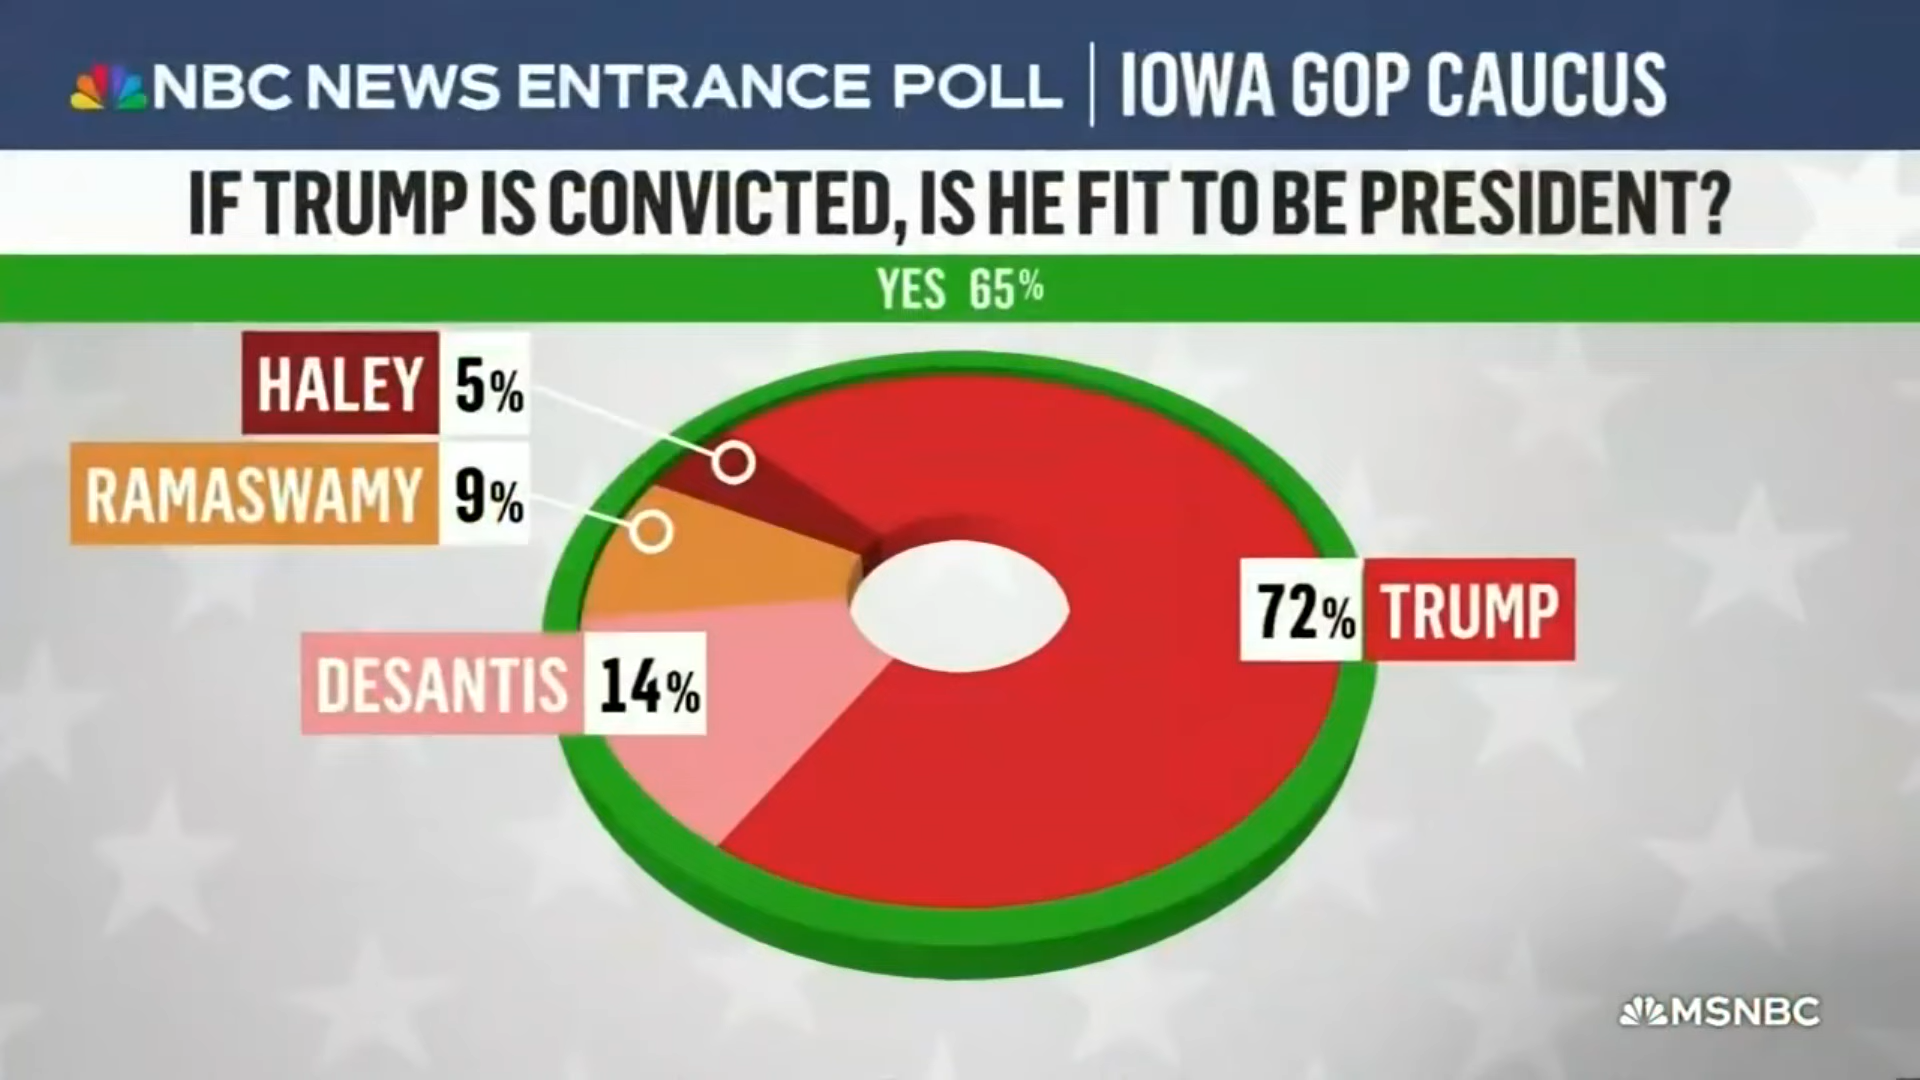 NBC NEWS ENTRANCE POLL | IOWA GOP CAUCUS
IF TRUMP IS CONVICTED, IS HE FIT TO BE PRESIDENT?
YES 65%
HALEY 5%
RAMASWAMY 9%
72% TRUMP
DESANTIS 14%
MSNBC